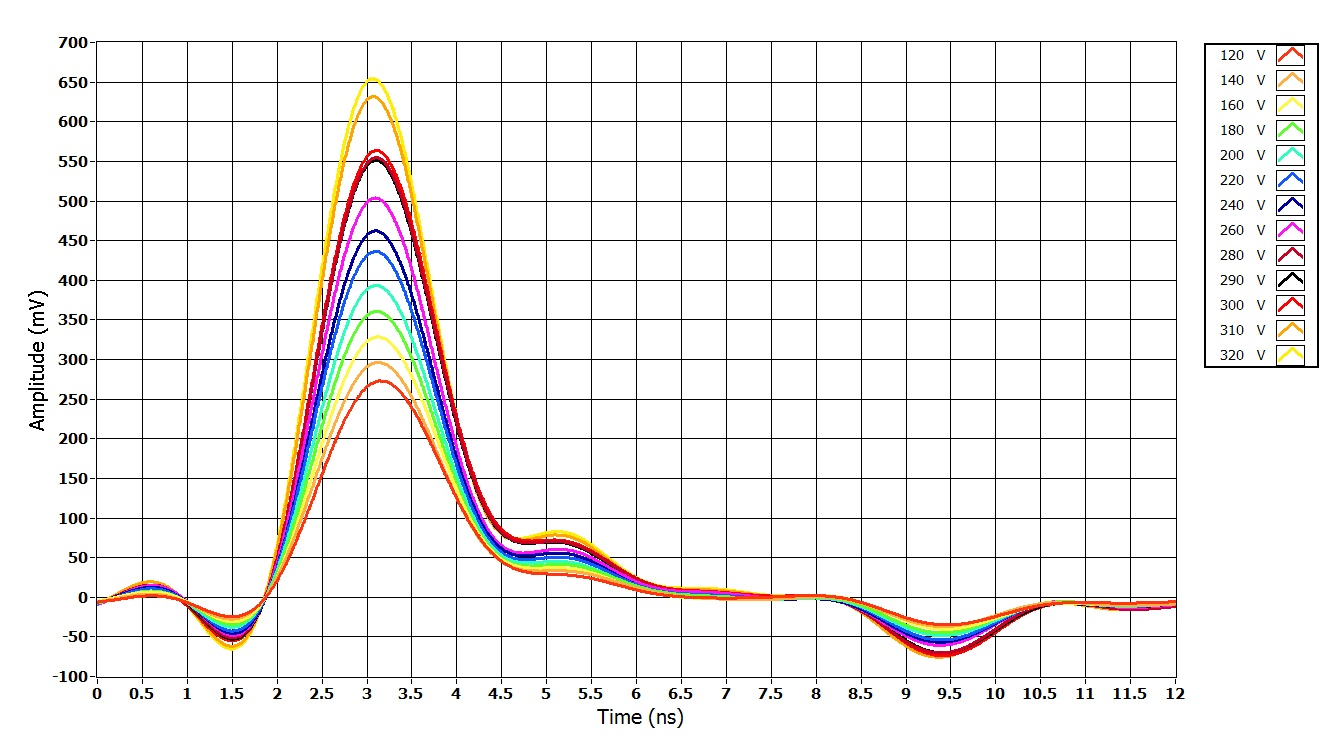 700
650
600
550
500
450
400
350
300
250
200
150
100
50
0
-50
-100
Amplitude (mV)
0 0.5 1 1.5 2 2.5 3 3.5 4 4.5 5 5.5 6 6.5 7 7.5 8 8.5 9 9.5 10 10.5 11 11.5 12
Time (ns)
120 V
140 V
160 V
180 V
200 V
220 V
240 V
260 V
280 V
290 V
300 V
310 V
320 V